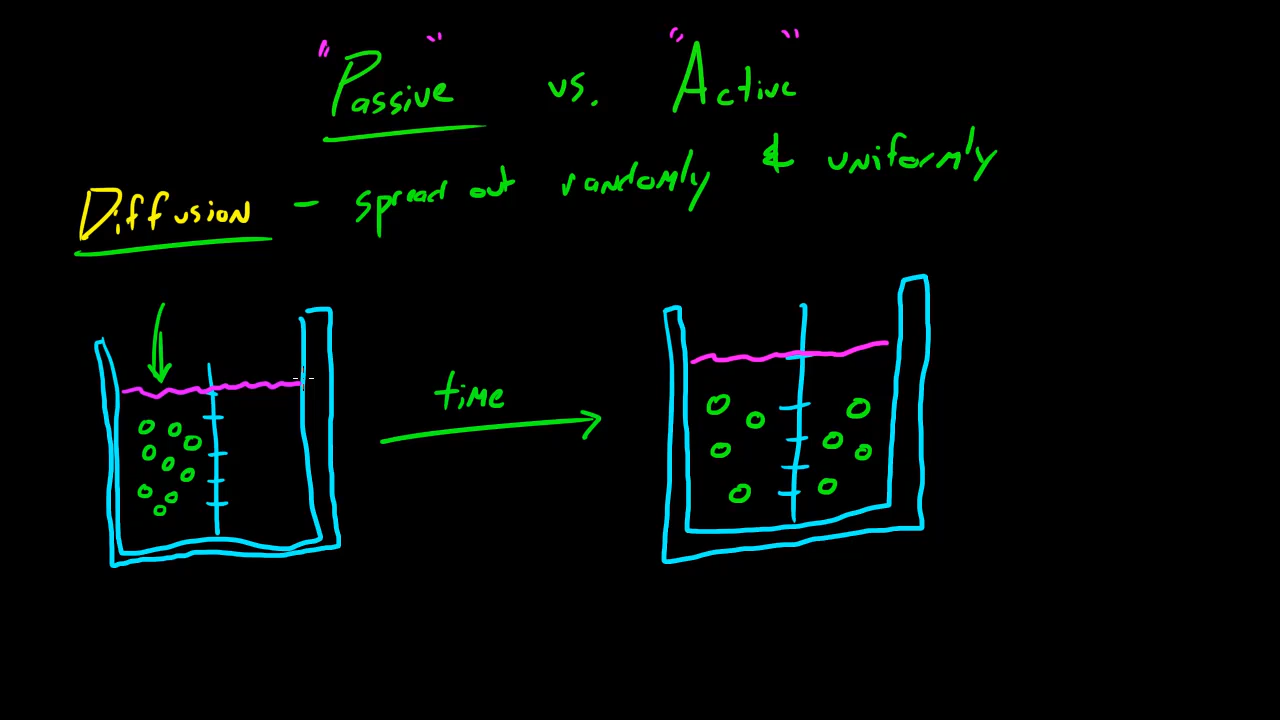 "Passive" vs. "Active"
Diffusion - spread out randomly & uniformly
time